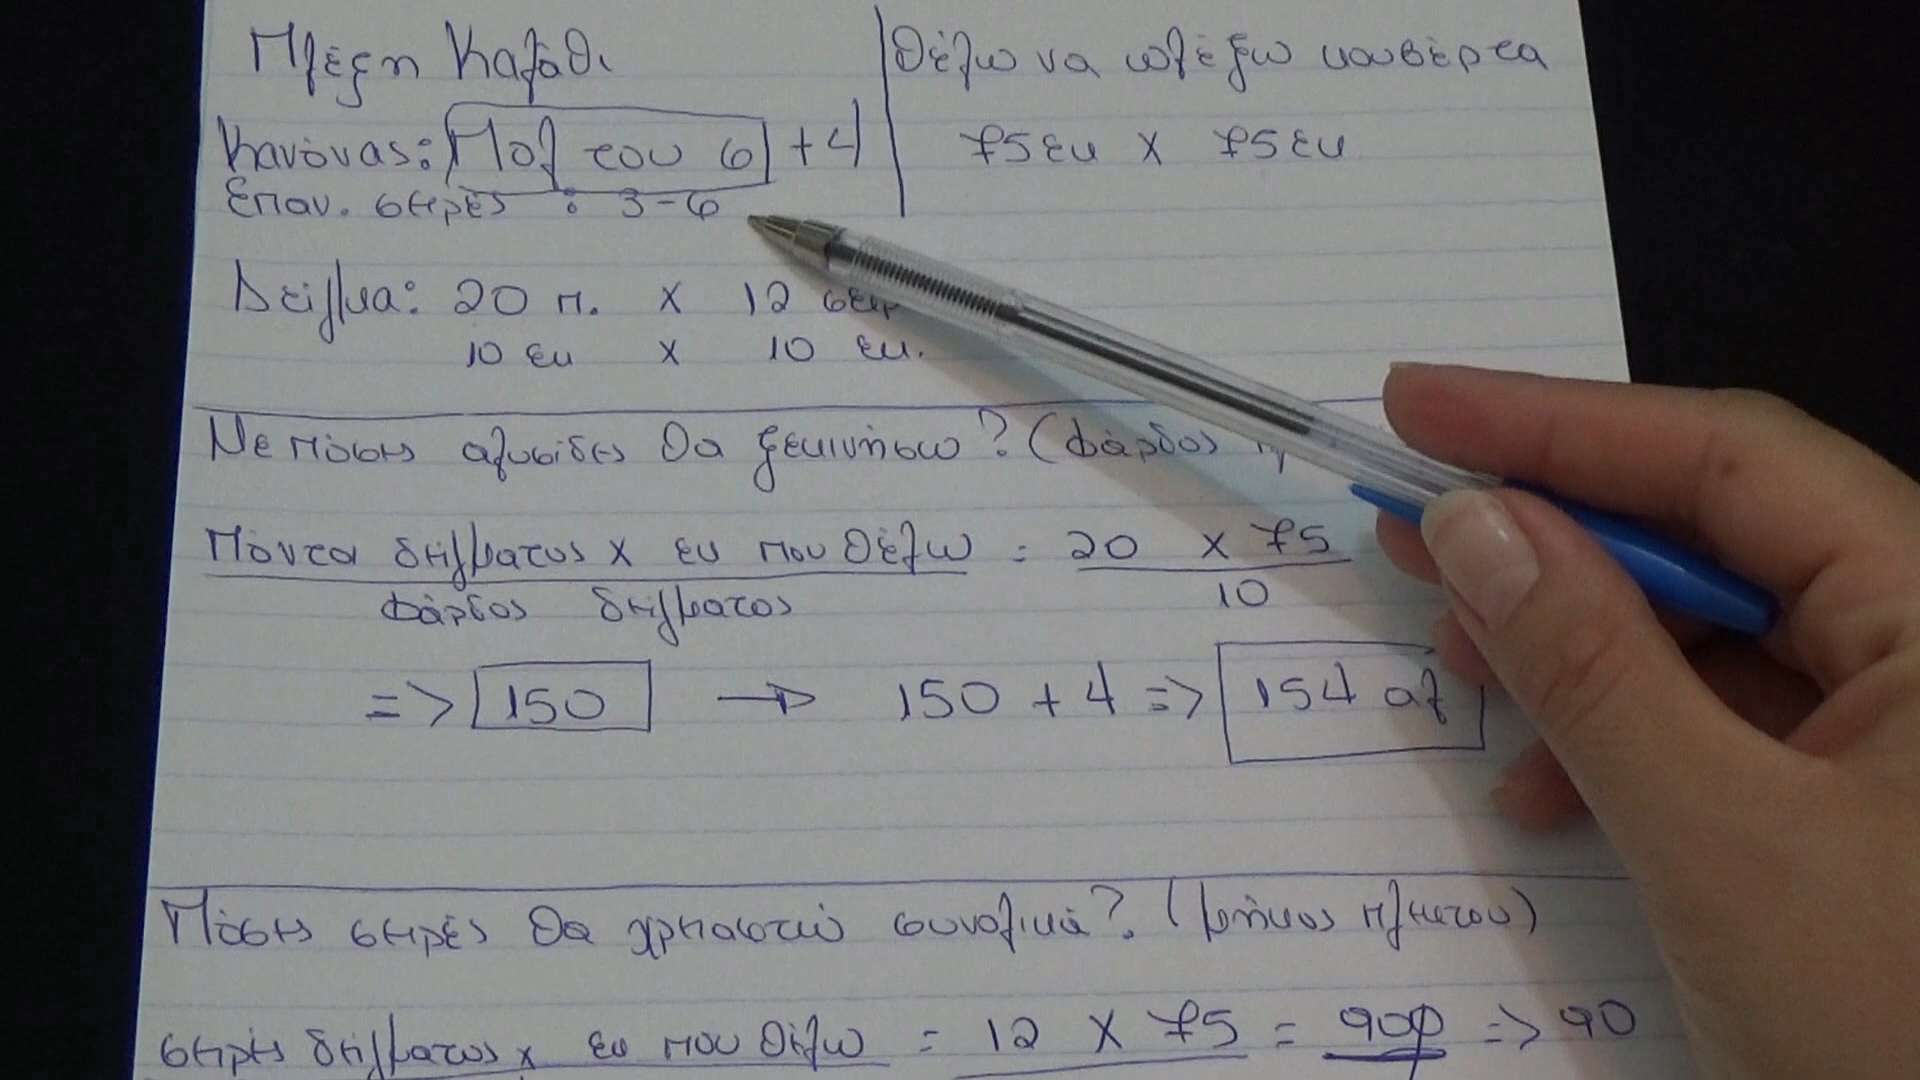 Πλέξη Καλάθι
Θέλω να πλέξω κουβέρτα
Κανόνας: Πολ του 6 + 4
75εκ x 75εκ
Επαν. σειρές : 3-6
Δείγμα: 20 π. x 12 σειρ
10 εκ x 10 εκ.
Με πόσες αλυσίδες θα ξεκινήσω? (φάρδος
Πόντοι δείγματος x εκ που θέλω = 20 x 75
φάρδος δείγματος 10
=> 150 → 150 + 4 => 154 αλ
Πόσες σειρές θα χρειαστώ συνολικά? (μήκος πλεκτού)
σειρές δείγματος x εκ που θέλω = 12 x 75 = 900 => 90